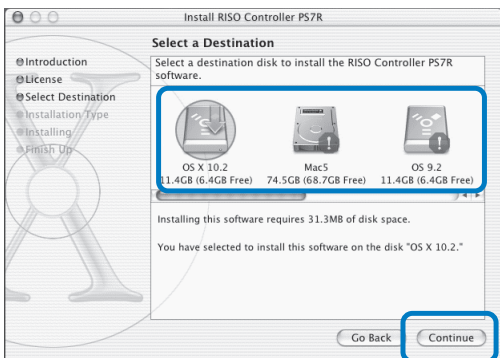 Install RISO Controller PS7R
Select a Destination
Introduction
License
Select Destination
Installation Type
Installing
Finish Up
Select a destination disk to install the RISO Controller PS7R
software.
OS X 10.2
11.4GB (6.4GB Free)
Mac5
74.5GB (68.7GB Free)
OS 9.2
11.4GB (6.4GB Free)
Installing this software requires 31.3MB of disk space.
You have selected to install this software on the disk "OS X 10.2."
Go Back
Continue